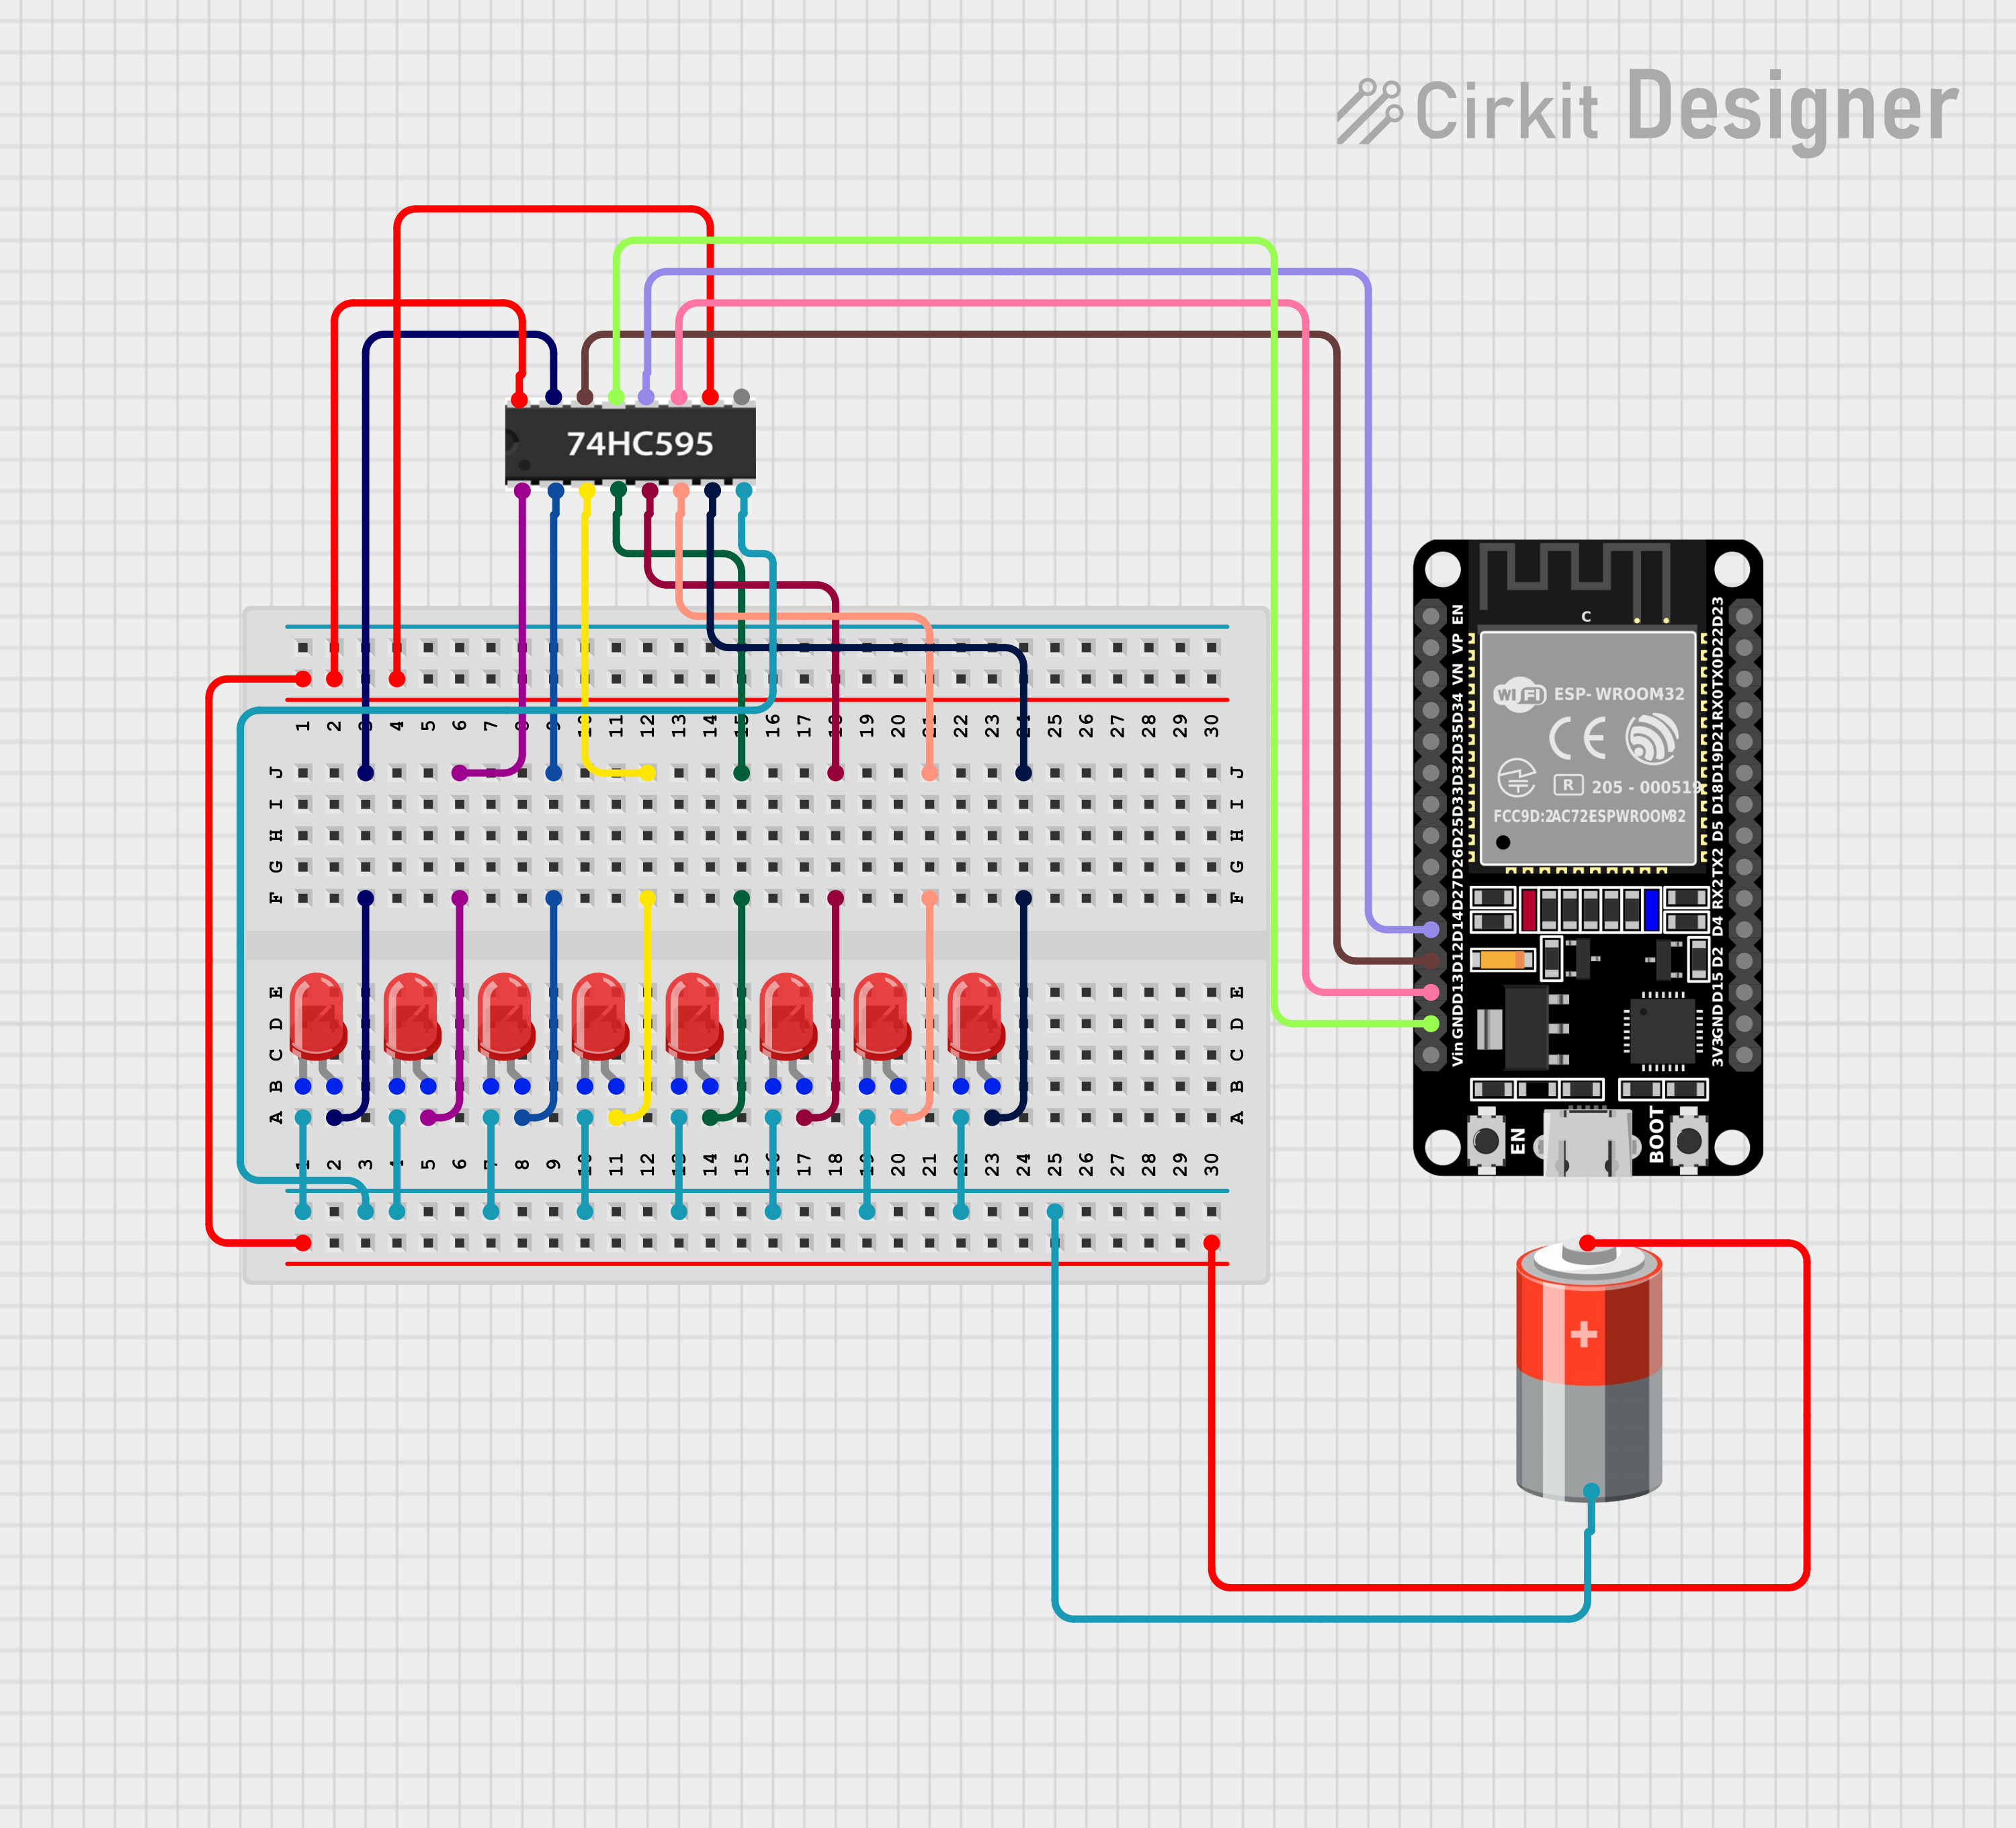 Cirkit Designer
74HC595
1 2 3 4 5 6 7 8 9 10 11 12 13 14 15 16 17 18 19 20 21 22 23 24 25 26 27 28 29 30
J J
I I
H H
G G
F F
E E
D D
C C
B B
A A
1 2 3 4 5 6 7 8 9 10 11 12 13 14 15 16 17 18 19 20 21 22 23 24 25 26 27 28 29 30
C
EN
VP
VN
D34
D35
D32
D33
D25
D26
D27
D14
D12
D13
GND
Vin
D23
D22
TX0
RX0
D21
D19
D18
D5
TX2
RX2
D4
D2
D15
GND
3V3
WiFi ESP-WROOM-32
CE
R 205-000519
FCC9D:2AC72ESPWROOM32
EN
BOOT
+